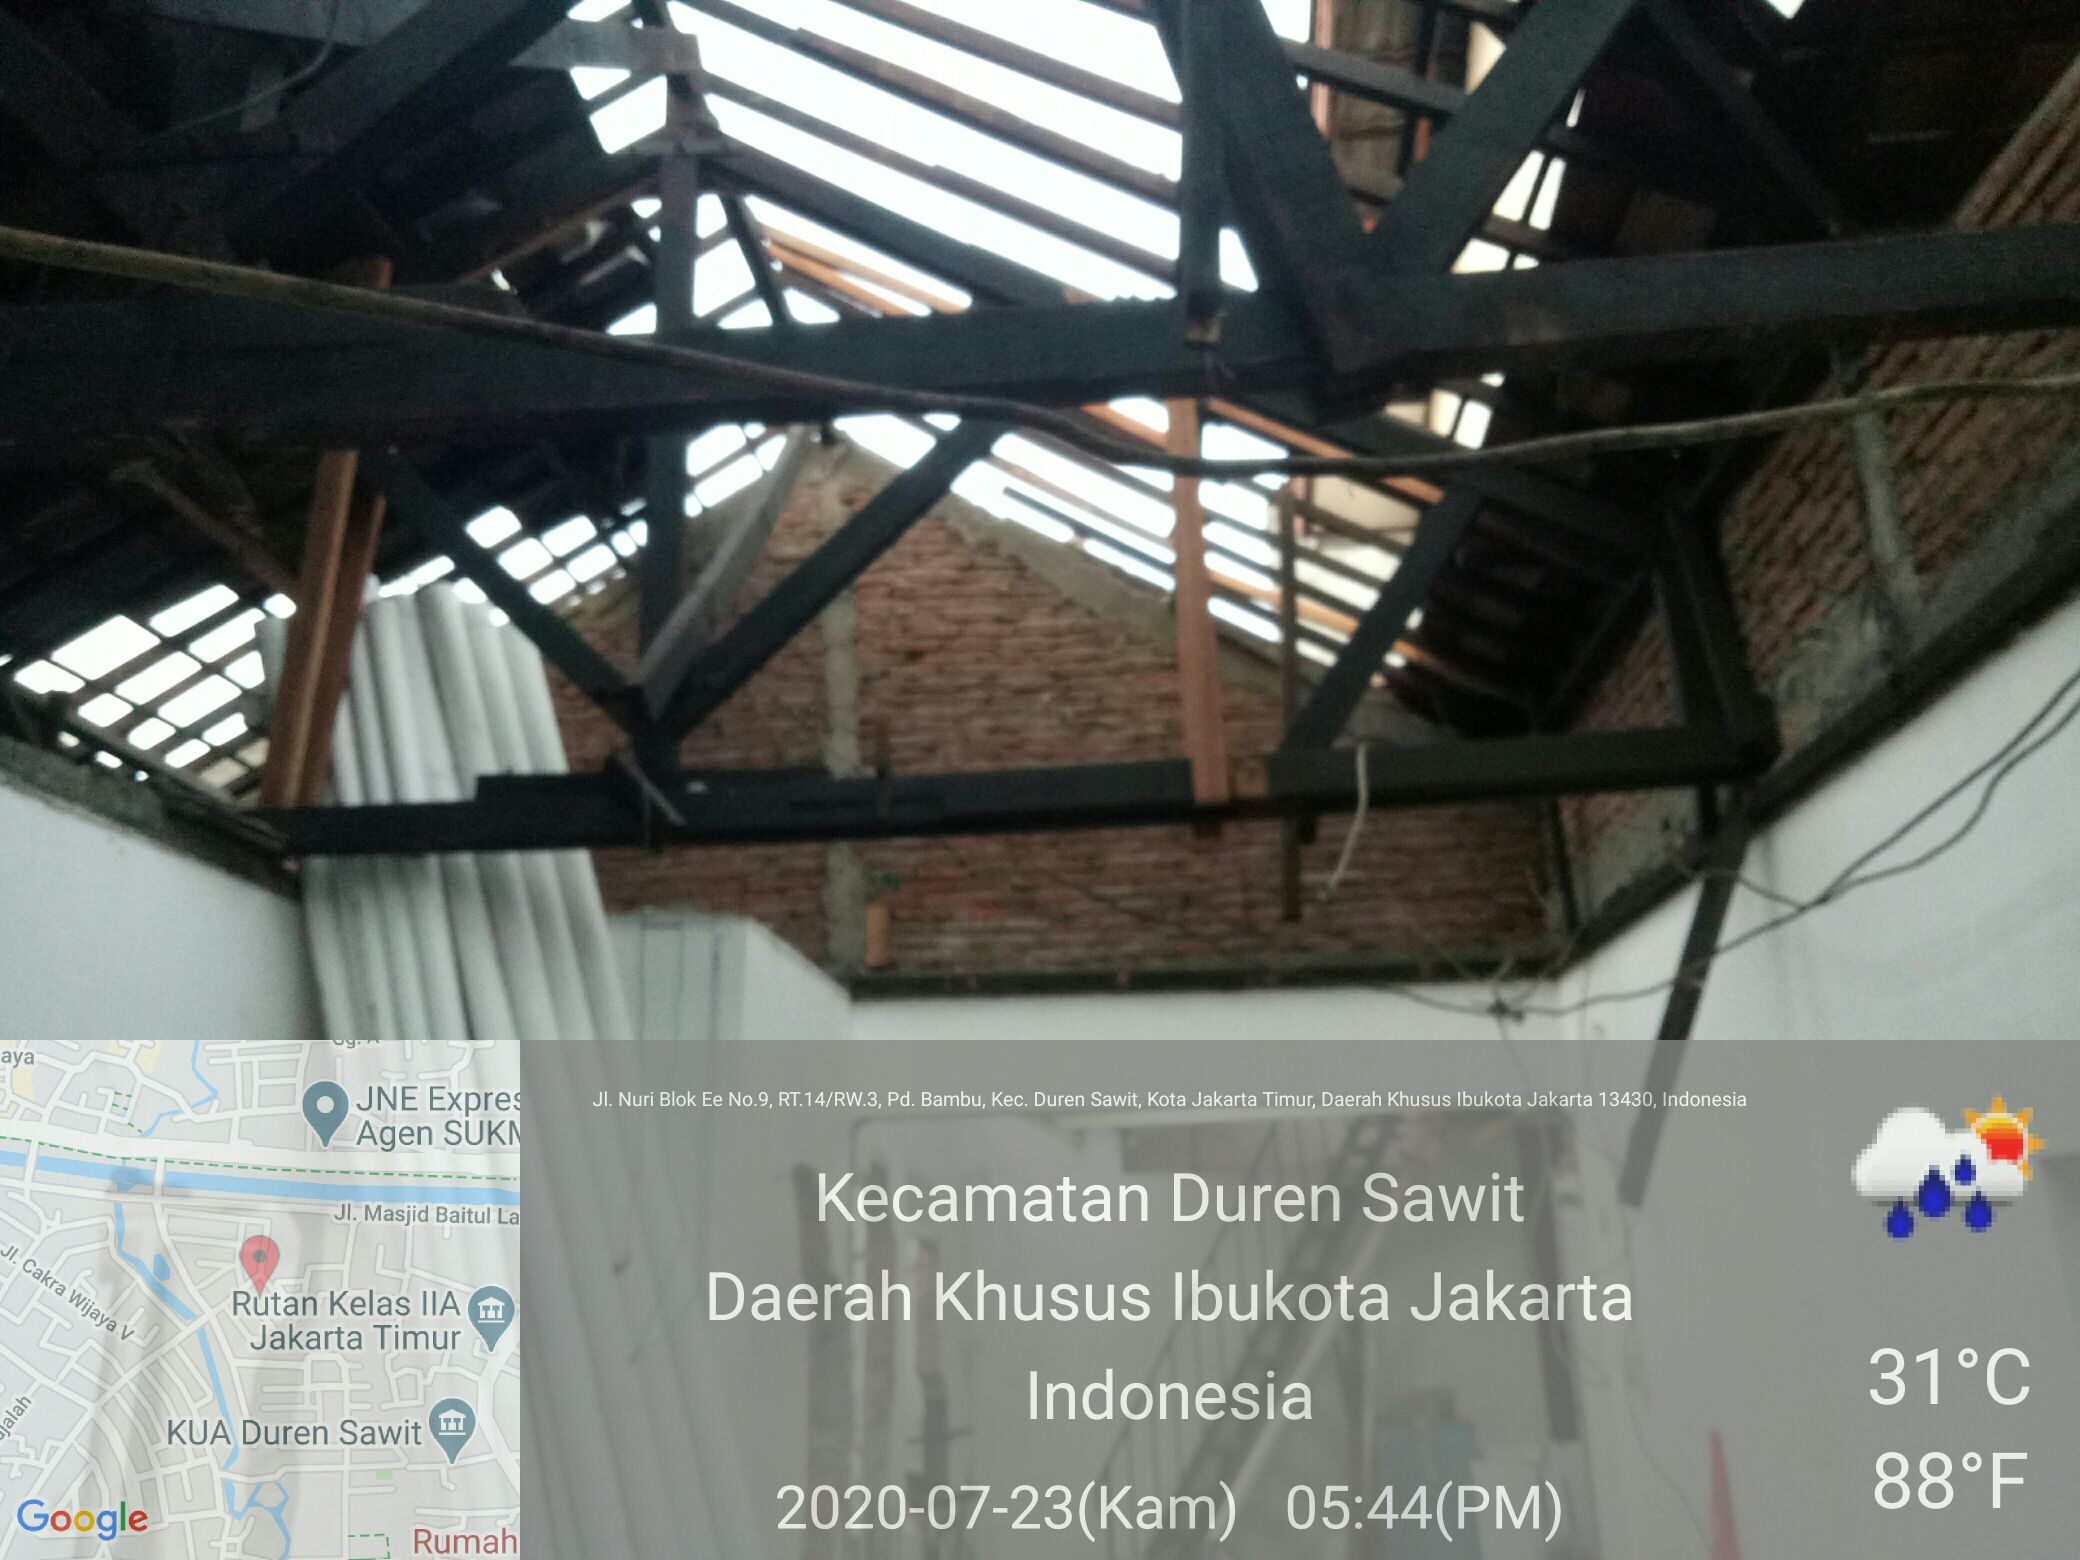 Jl. Nuri Blok Ee No.9, RT.14/RW.3, Pd. Bambu, Kec. Duren Sawit, Kota Jakarta Timur, Daerah Khusus Ibukota Jakarta 13430, Indonesia
Kecamatan Duren Sawit
Daerah Khusus Ibukota Jakarta
Indonesia
2020-07-23(Kam) 05:44(PM)
31°C
88°F
aya
Gg. A
JNE Expres
Agen SUKM
Jl. Masjid Baitul La
Jl. Cakra Wijaya V
Rutan Kelas IIA
Jakarta Timur
KUA Duren Sawit
Google
Rumah